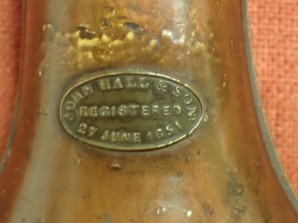 JOHN HALL & SON
REGISTERED
27 JUNE 1851